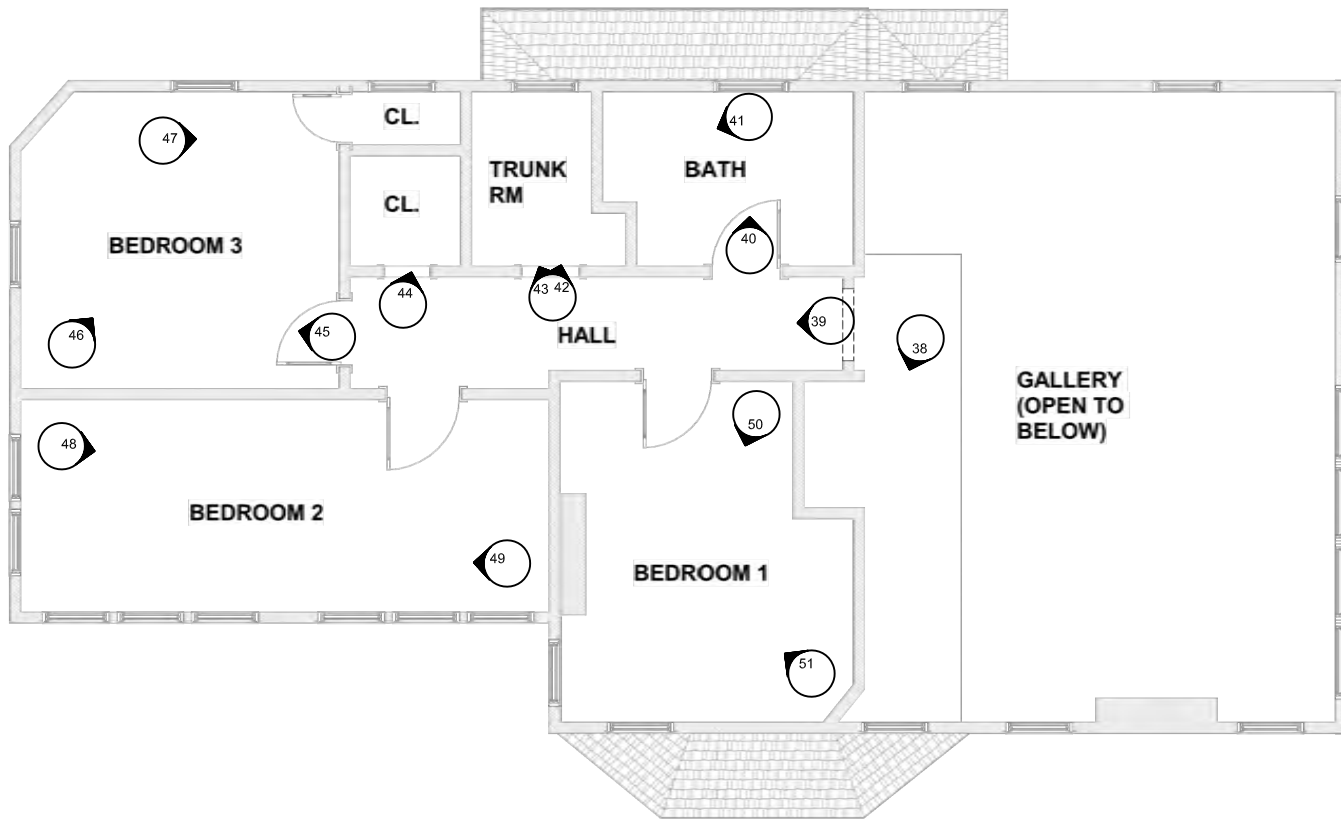 CL.
41
47
TRUNK
RM
BATH
CL.
BEDROOM 3
40
43 42
44
39
45
46
HALL
38
GALLERY
(OPEN TO
BELOW)
50
48
BEDROOM 2
49
BEDROOM 1
51